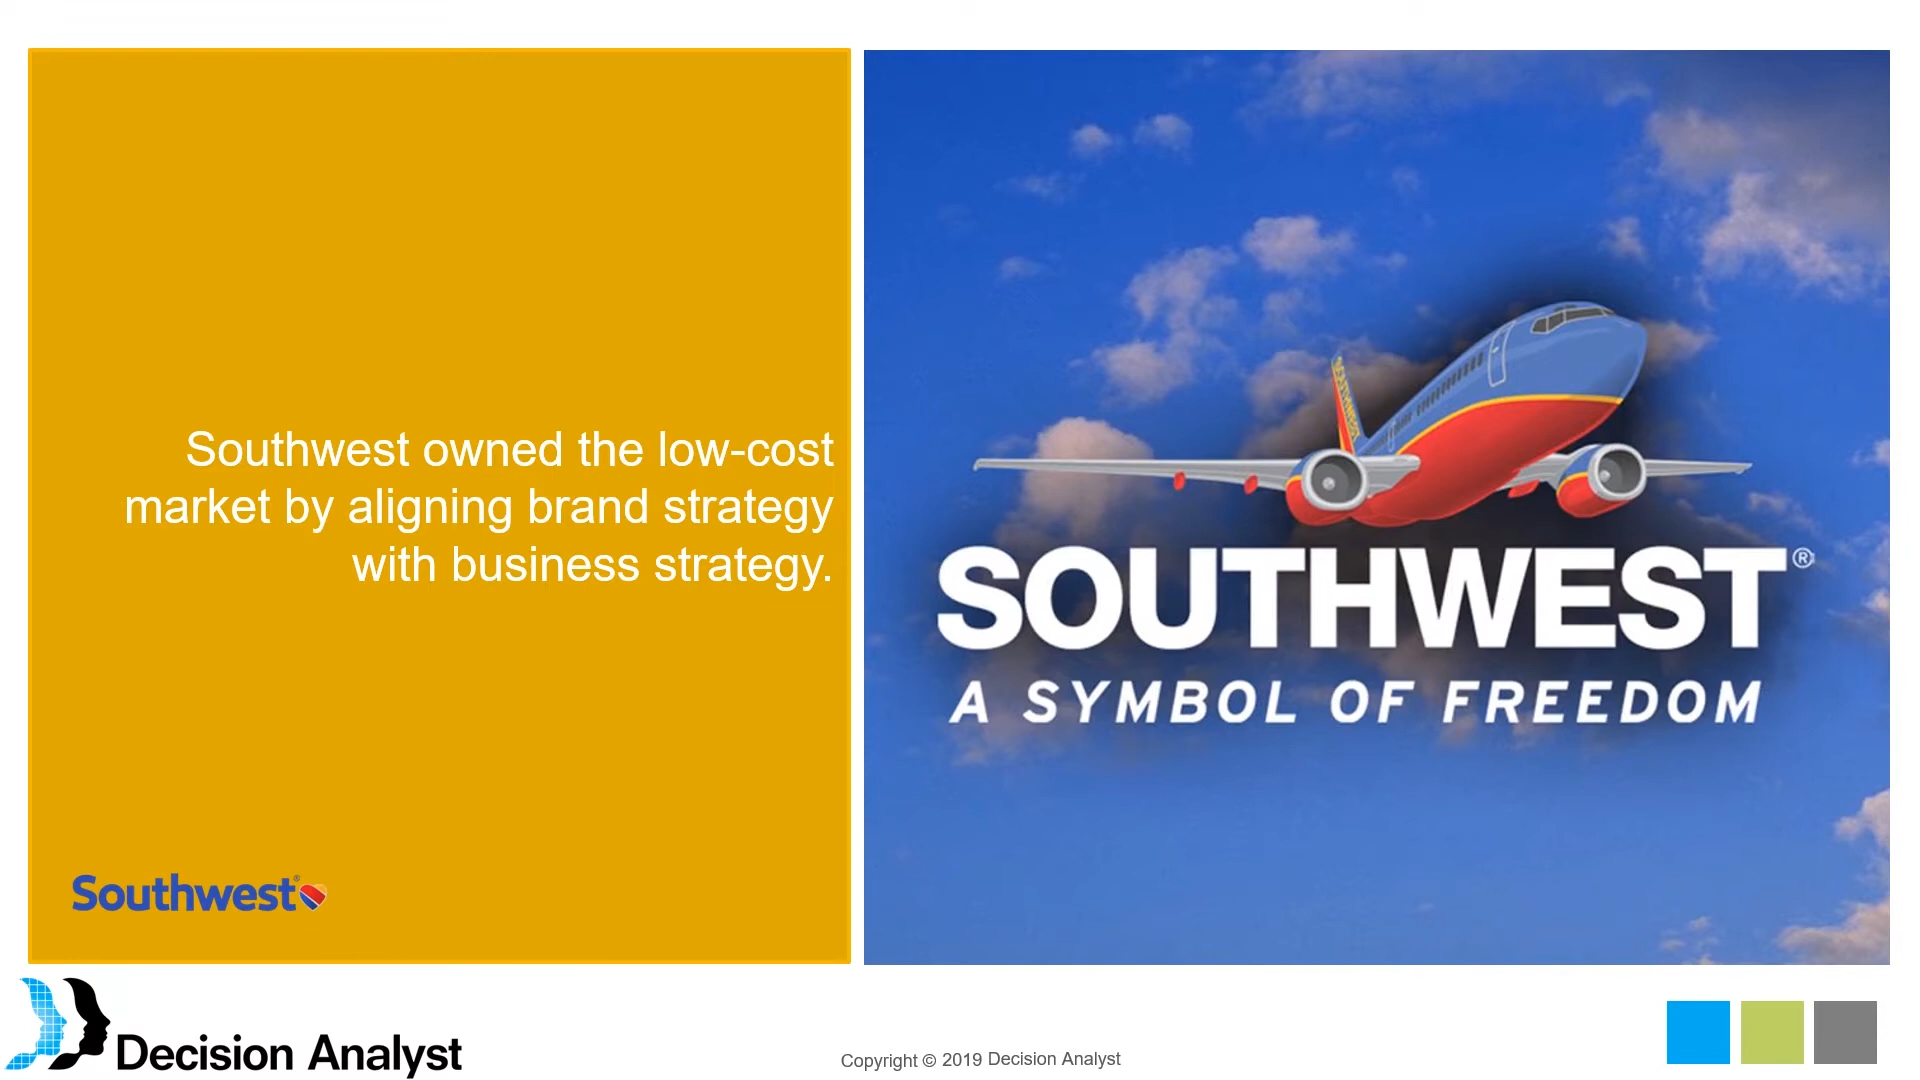 Southwest owned the low-cost
market by aligning brand strategy
with business strategy.
Southwest®
SOUTHWEST®
A SYMBOL OF FREEDOM
Decision Analyst
Copyright © 2019 Decision Analyst